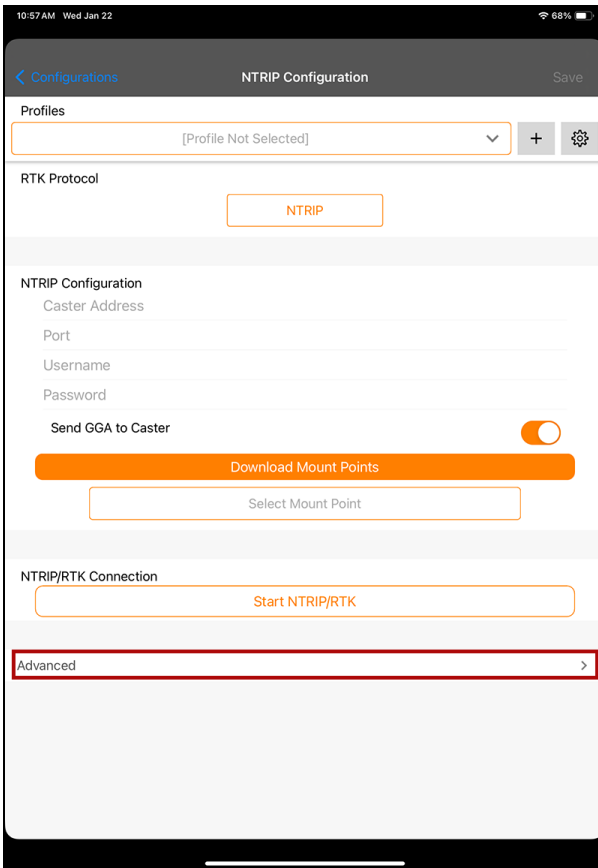 10:57 AM Wed Jan 22
68%
Configurations NTRIP Configuration Save
Profiles
[Profile Not Selected]
+
RTK Protocol
NTRIP
NTRIP Configuration
Caster Address
Port
Username
Password
Send GGA to Caster
Download Mount Points
Select Mount Point
NTRIP/RTK Connection
Start NTRIP/RTK
Advanced